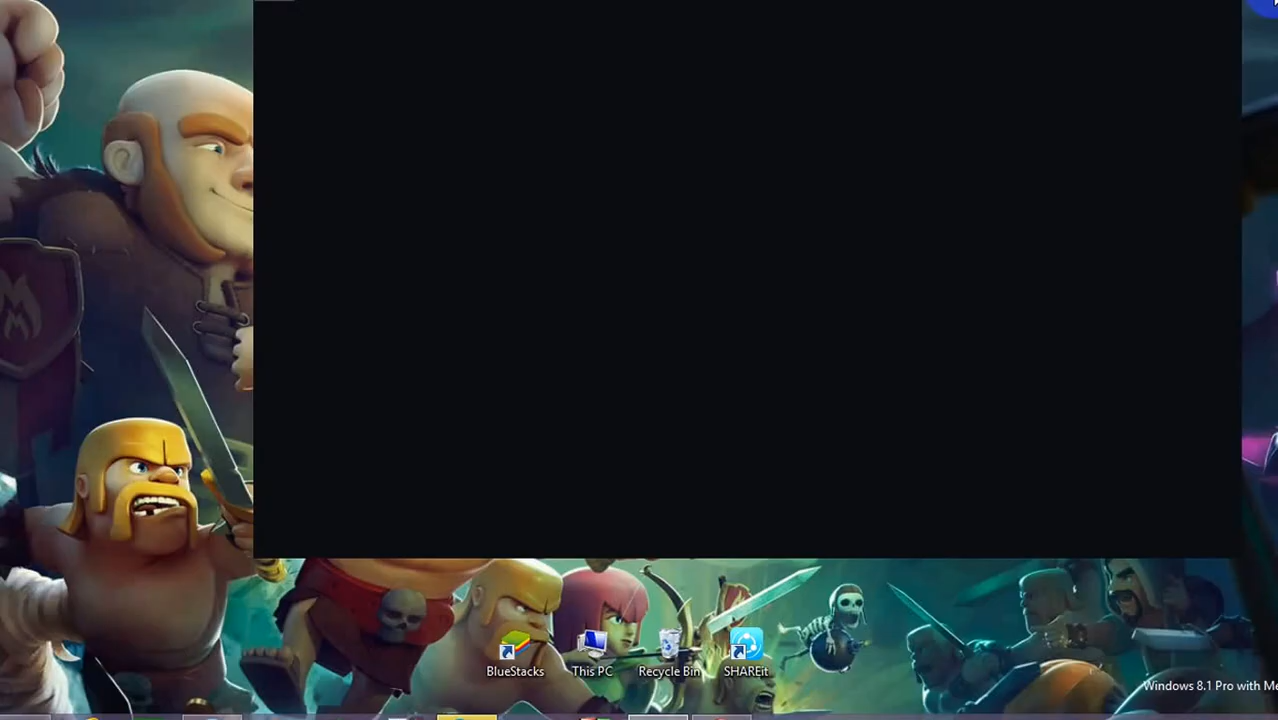 BlueStacks
This PC
Recycle Bin
SHAREit
Windows 8.1 Pro with Me